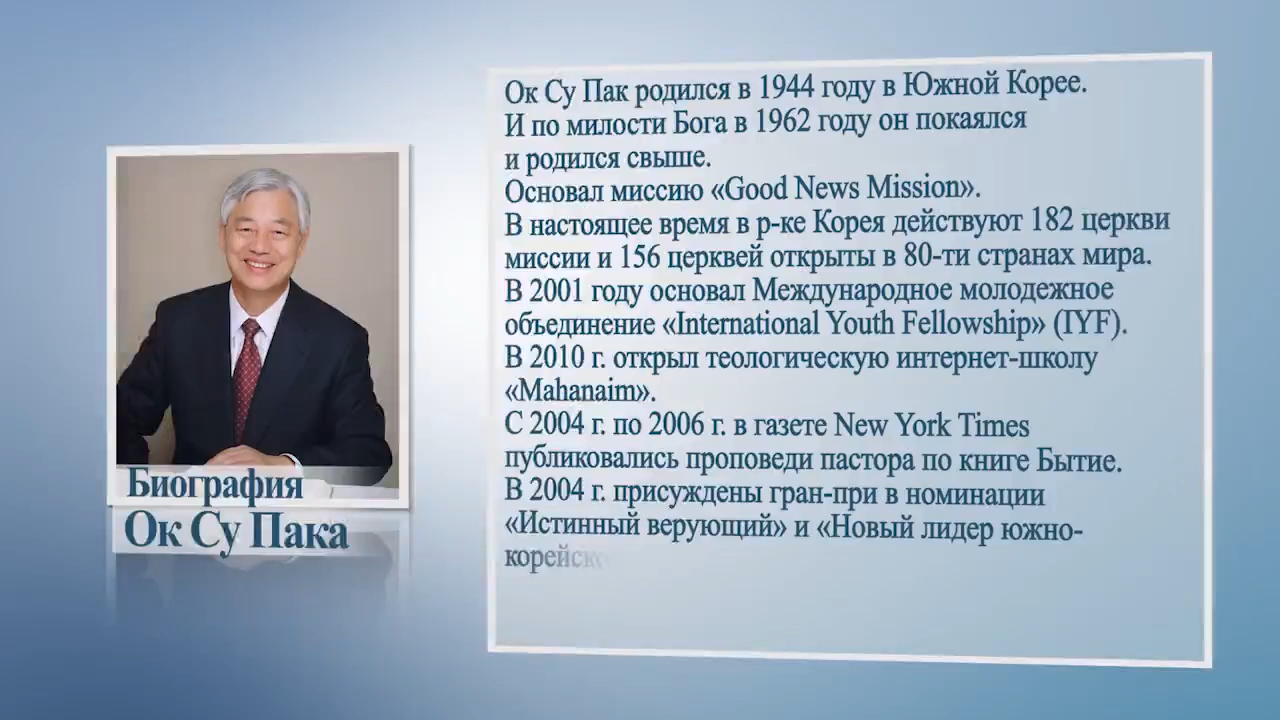 Биография
Ок Су Пака
Ок Су Пак родился в 1944 году в Южной Корее.
И по милости Бога в 1962 году он покаялся
и родился свыше.
Основал миссию «Good News Mission».
В настоящее время в р-ке Корея действуют 182 церкви
миссии и 156 церквей открыты в 80-ти странах мира.
В 2001 году основал Международное молодежное
объединение «International Youth Fellowship» (IYF).
В 2010 г. открыл теологическую интернет-школу
«Mahanaim».
С 2004 г. по 2006 г. в газете New York Times
публиковались проповеди пастора по книге Бытие.
В 2004 г. присуждены гран-при в номинации
«Истинный верующий» и «Новый лидер южно-